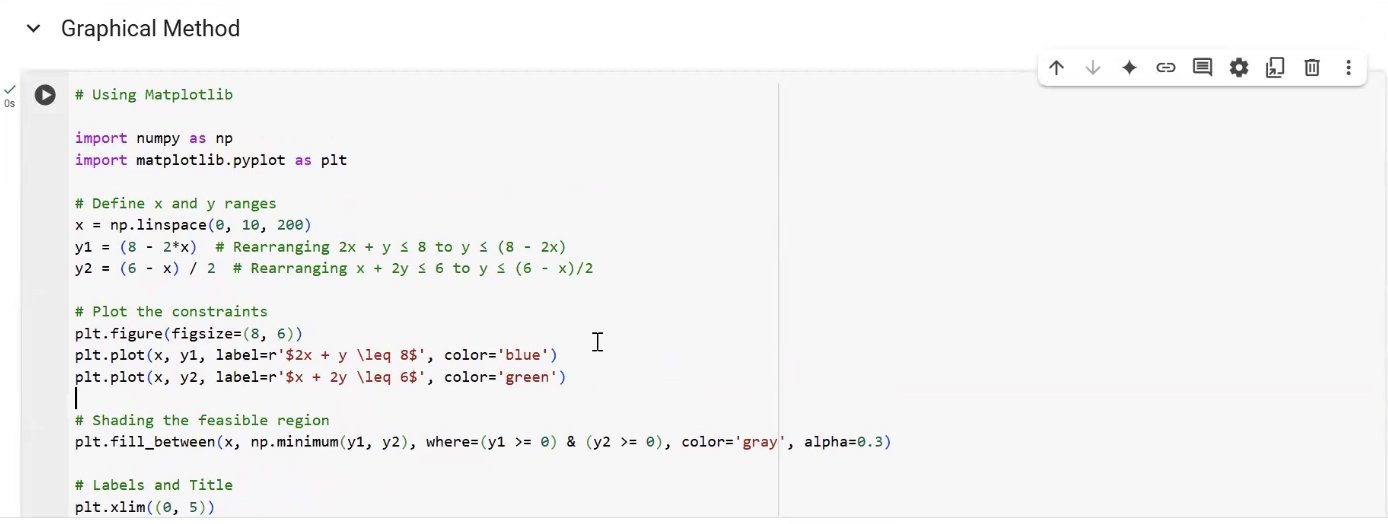 Graphical Method
0s
# Using Matplotlib
import numpy as np
import matplotlib.pyplot as plt
# Define x and y ranges
x = np.linspace(0, 10, 200)
y1 = (8 - 2*x)  # Rearranging 2x + y ≤ 8 to y ≤ (8 - 2x)
y2 = (6 - x) / 2  # Rearranging x + 2y ≤ 6 to y ≤ (6 - x)/2
# Plot the constraints
plt.figure(figsize=(8, 6))
plt.plot(x, y1, label=r'$2x + y \leq 8$', color='blue')
plt.plot(x, y2, label=r'$x + 2y \leq 6$', color='green')
# Shading the feasible region
plt.fill_between(x, np.minimum(y1, y2), where=(y1 >= 0) & (y2 >= 0), color='gray', alpha=0.3)
# Labels and Title
plt.xlim((0, 5))